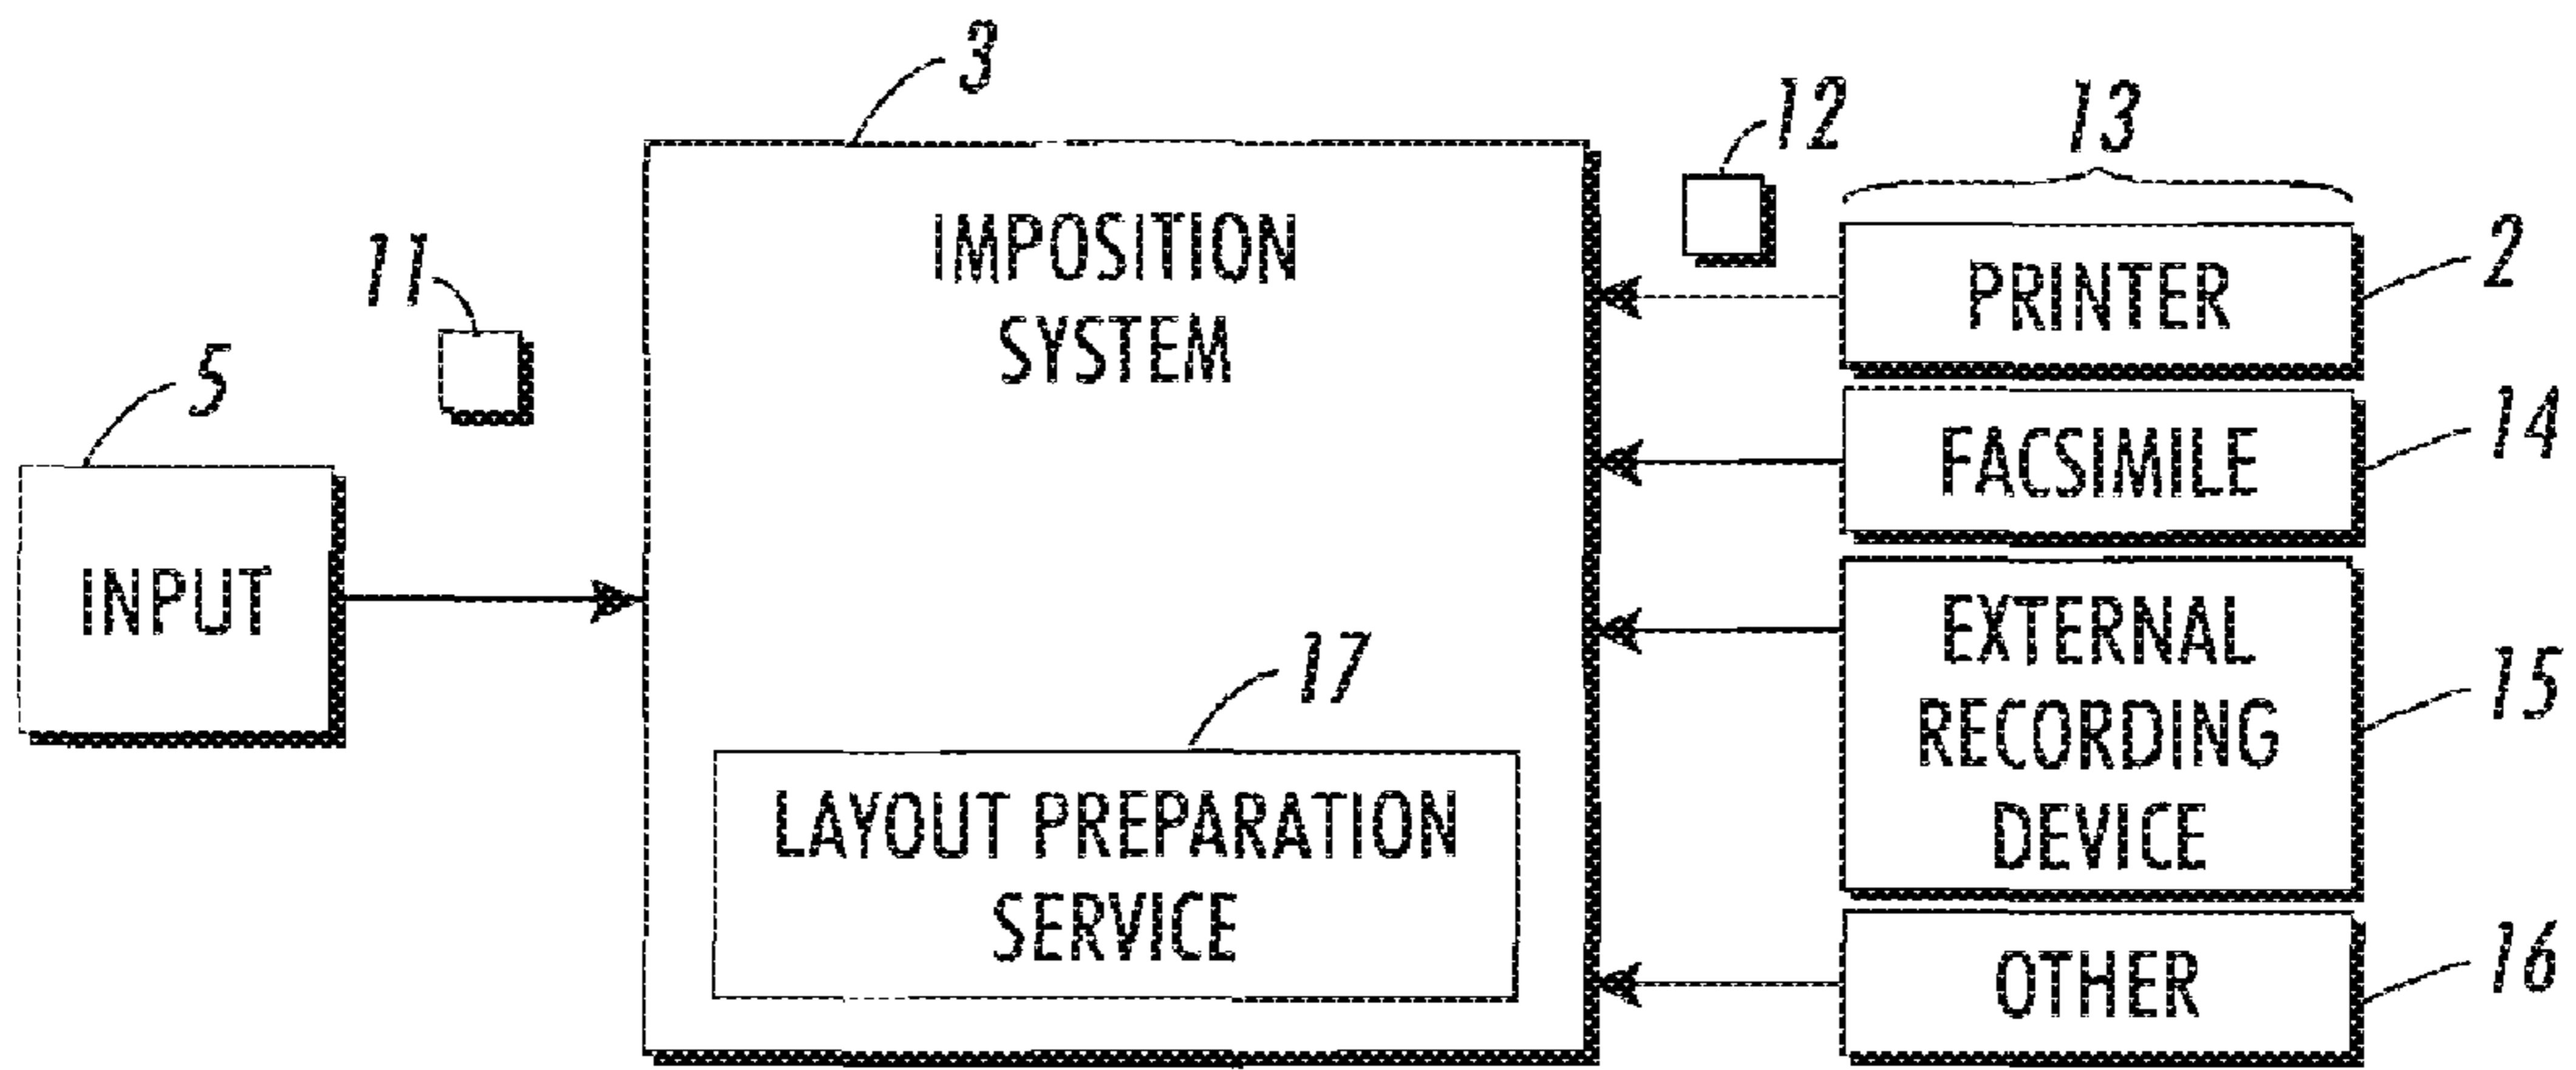 3
12
13
11
IMPOSITION
SYSTEM
PRINTER
2
5
FACSIMILE
14
INPUT
EXTERNAL
RECORDING
DEVICE
15
17
LAYOUT PREPARATION
SERVICE
OTHER
16